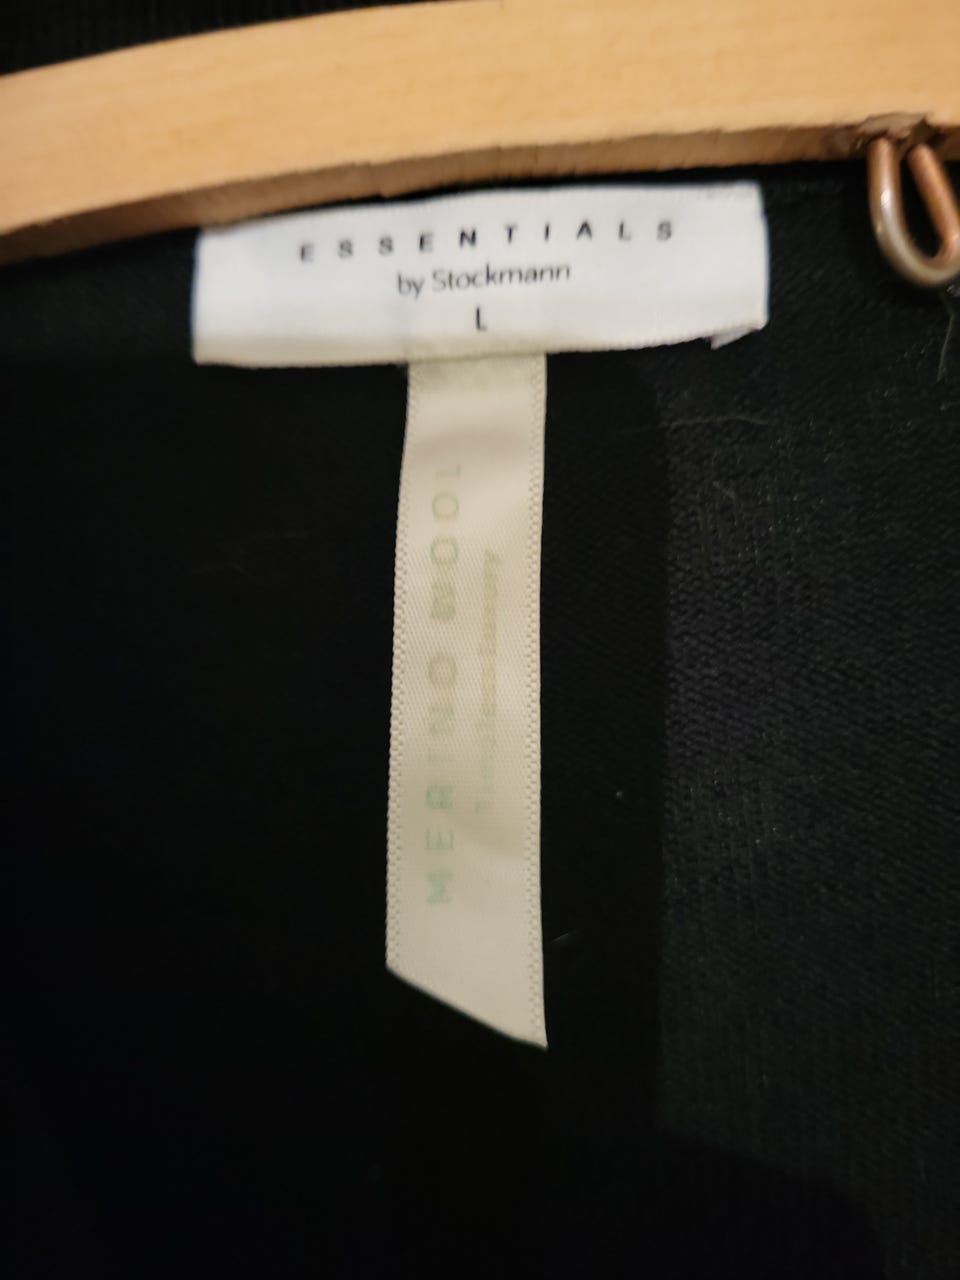 ESSENTIALS
by Stockmann
L
MERINO WOOL